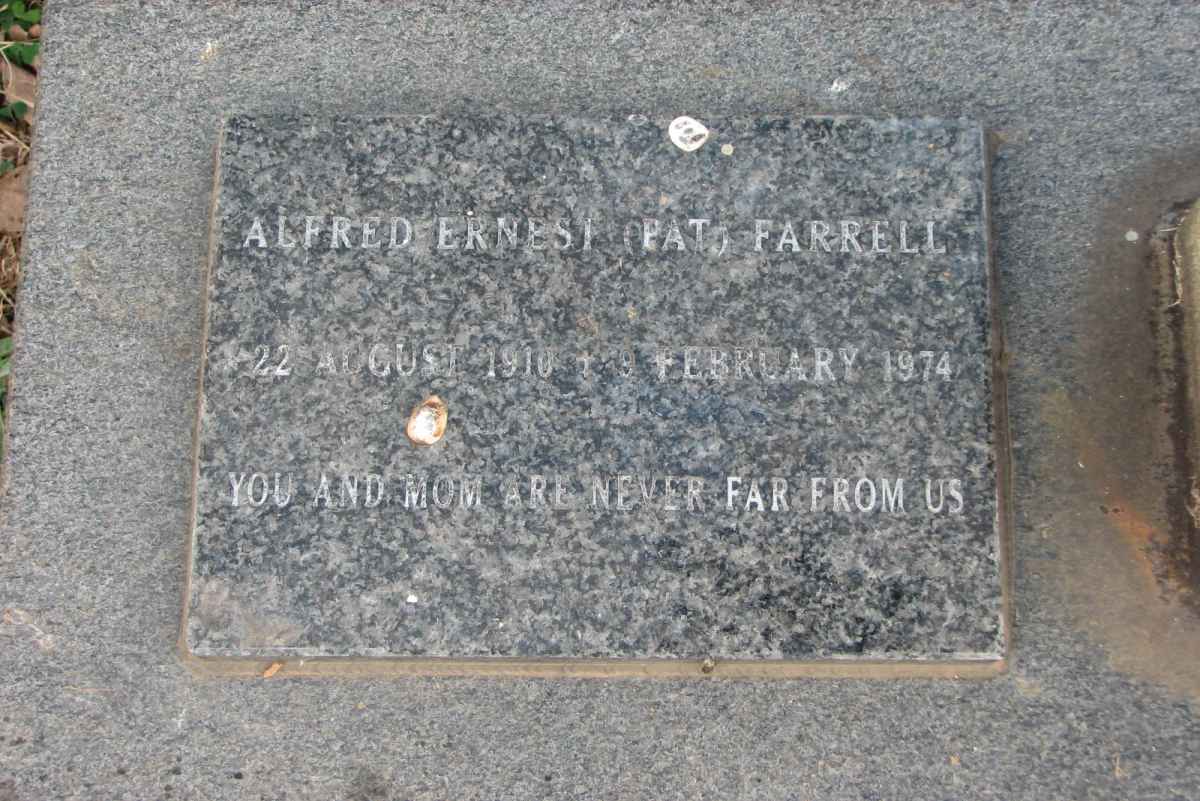 ALFRED ERNEST (PAT) FARRELL
* 22 AUGUST 1910 † 9 FEBRUARY 1974
YOU AND MOM ARE NEVER FAR FROM US